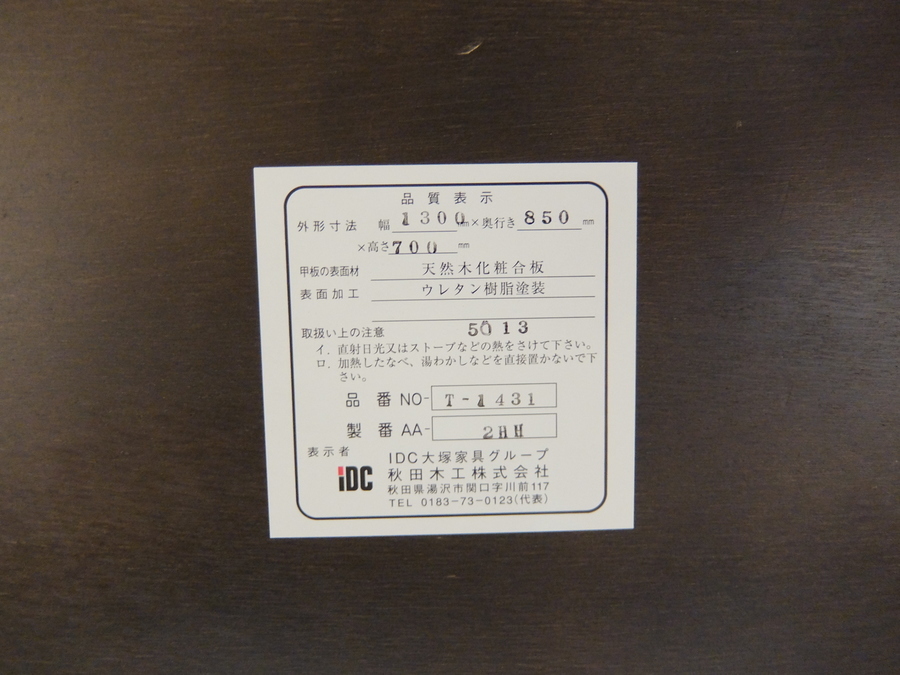 品質表示
外形寸法 幅 1300 mm×奥行き 850 mm
×高さ 700 mm
甲板の表面材 天然木化粧合板
表面加工 ウレタン樹脂塗装
取扱い上の注意 5013
イ．直射日光又はストーブなどの熱をさけて下さい。
ロ．加熱したなべ、湯わかしなどを直接置かないで下
さい。
品番 NO- T-1431
製番 AA- 2HH
表示者 IDC大塚家具グループ
iDC 秋田木工株式会社
秋田県湯沢市関口字川前117
TEL 0183-73-0123(代表)